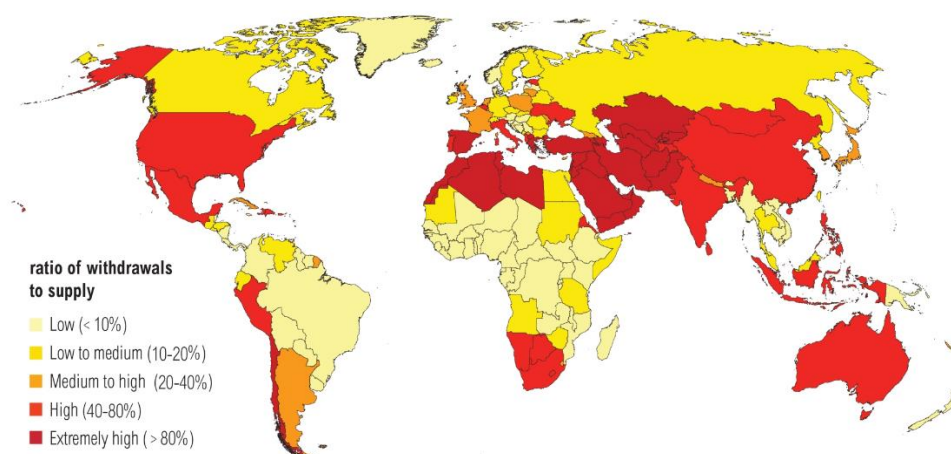 ratio of withdrawals
to supply
Low (< 10%)
Low to medium (10-20%)
Medium to high (20-40%)
High (40-80%)
Extremely high (> 80%)